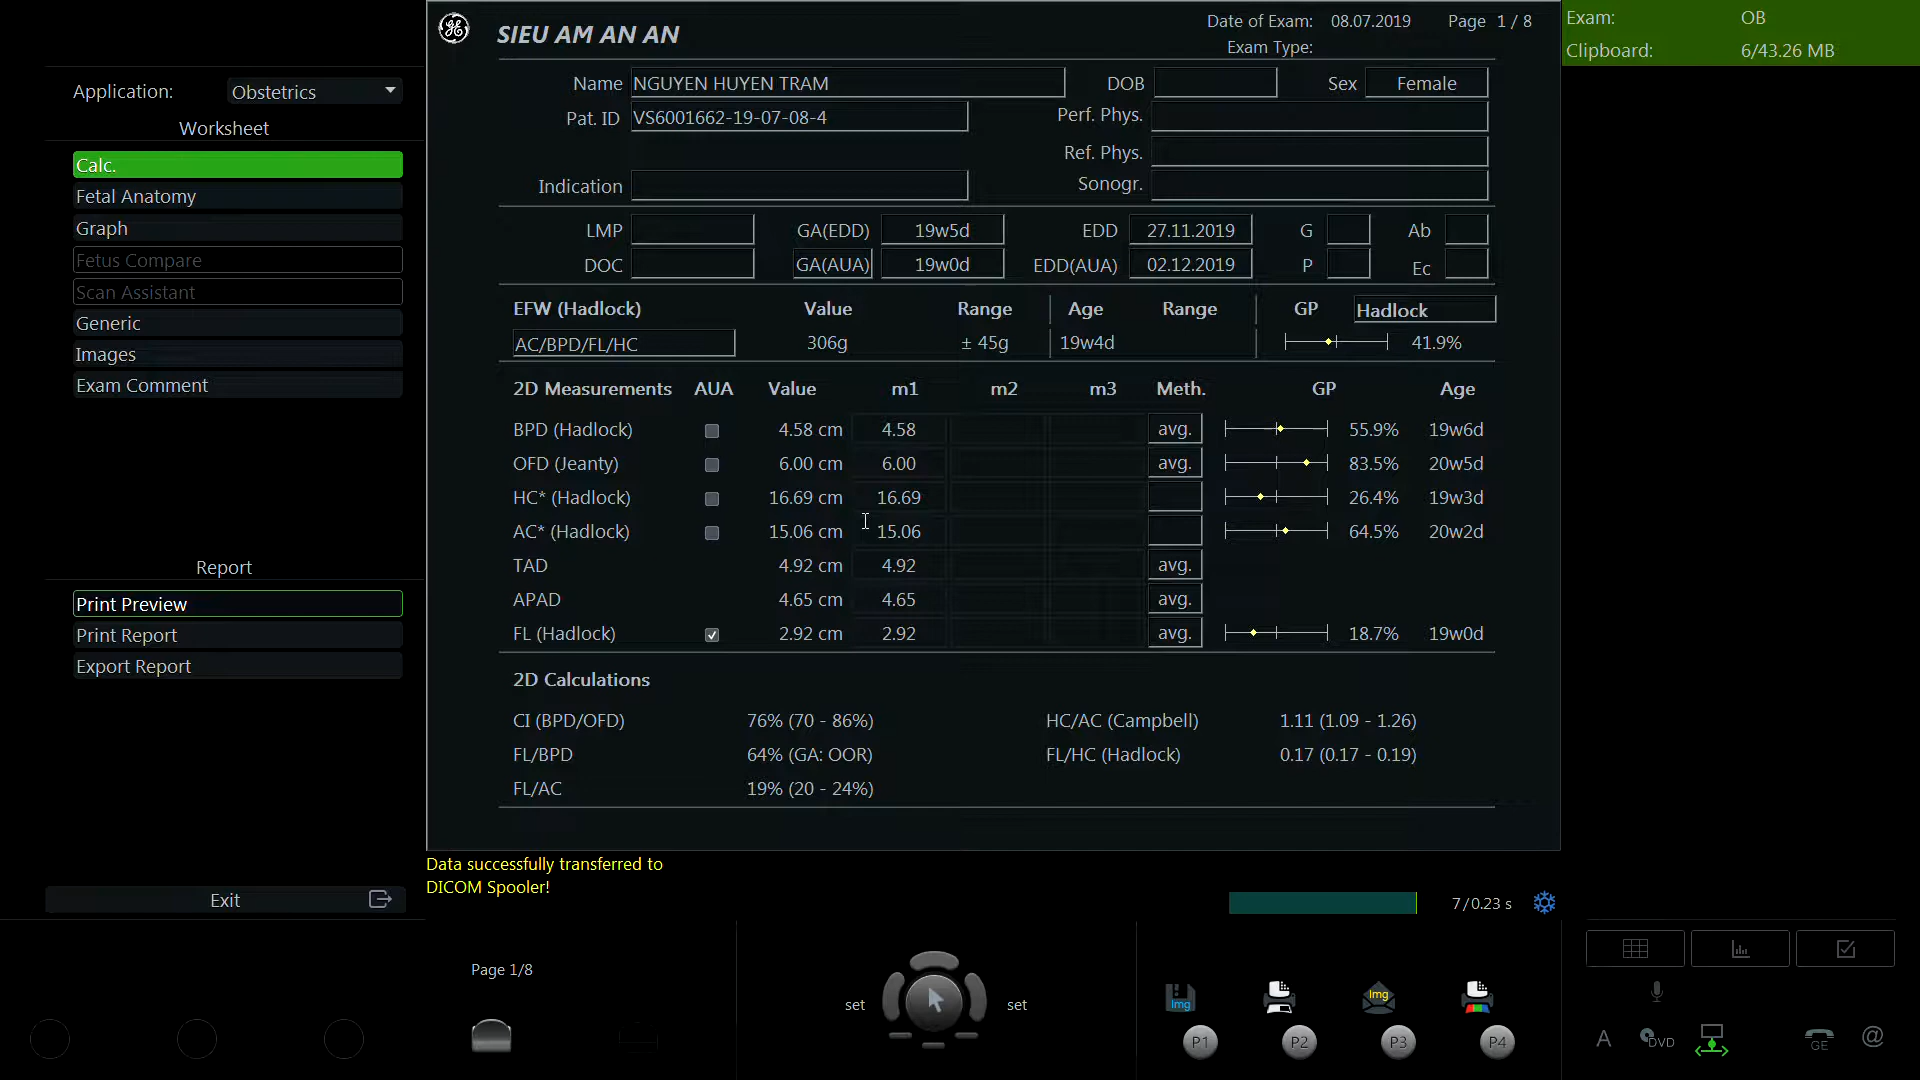 SIEU AM AN AN
Date of Exam: 08.07.2019 Page 1 / 8
Exam Type:
Exam: OB
Clipboard: 6/43.26 MB
Application: Obstetrics
Worksheet
Calc.
Fetal Anatomy
Graph
Fetus Compare
Scan Assistant
Generic
Images
Exam Comment
Report
Print Preview
Print Report
Export Report
Exit
Name NGUYEN HUYEN TRAM DOB Sex Female
Pat. ID VS6001662-19-07-08-4 Perf. Phys.
Ref. Phys.
Indication Sonogr.
LMP GA(EDD) 19w5d EDD 27.11.2019 G Ab
DOC GA(AUA) 19w0d EDD(AUA) 02.12.2019 P Ec
EFW (Hadlock) Value Range Age Range GP Hadlock
AC/BPD/FL/HC 306g ± 45g 19w4d 41.9%
2D Measurements AUA Value m1 m2 m3 Meth. GP Age
BPD (Hadlock) 4.58 cm 4.58 avg. 55.9% 19w6d
OFD (Jeanty) 6.00 cm 6.00 avg. 83.5% 20w5d
HC* (Hadlock) 16.69 cm 16.69 26.4% 19w3d
AC* (Hadlock) 15.06 cm 15.06 64.5% 20w2d
TAD 4.92 cm 4.92 avg.
APAD 4.65 cm 4.65 avg.
FL (Hadlock) 2.92 cm 2.92 avg. 18.7% 19w0d
2D Calculations
CI (BPD/OFD) 76% (70 - 86%) HC/AC (Campbell) 1.11 (1.09 - 1.26)
FL/BPD 64% (GA: OOR) FL/HC (Hadlock) 0.17 (0.17 - 0.19)
FL/AC 19% (20 - 24%)
Data successfully transferred to
DICOM Spooler!
7/0.23 s
Page 1/8
set set
Img Img
P1 P2 P3 P4
A DVD GE @